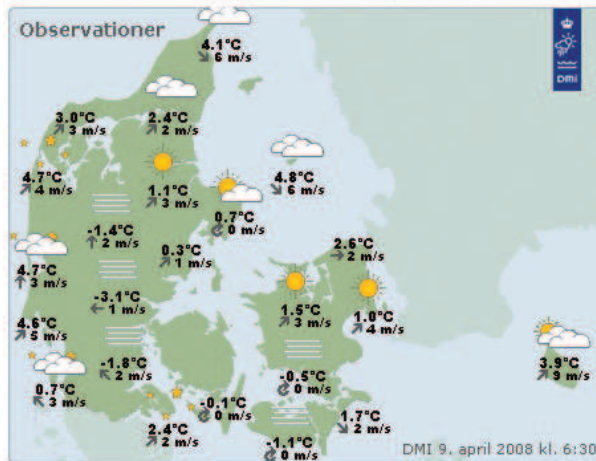 Observationer
DMI
4.1°C
6 m/s
3.0°C
3 m/s
2.4°C
2 m/s
4.7°C
4 m/s
1.1°C
3 m/s
4.8°C
6 m/s
0.7°C
0 m/s
-1.4°C
2 m/s
0.3°C
1 m/s
2.6°C
2 m/s
4.7°C
3 m/s
-3.1°C
1 m/s
1.5°C
3 m/s
1.0°C
4 m/s
4.6°C
5 m/s
-1.8°C
2 m/s
3.9°C
9 m/s
0.7°C
3 m/s
-0.5°C
0 m/s
-0.1°C
0 m/s
2.4°C
2 m/s
1.7°C
2 m/s
-1.1°C
0 m/s
DMI 9. april 2008 kl. 6:30